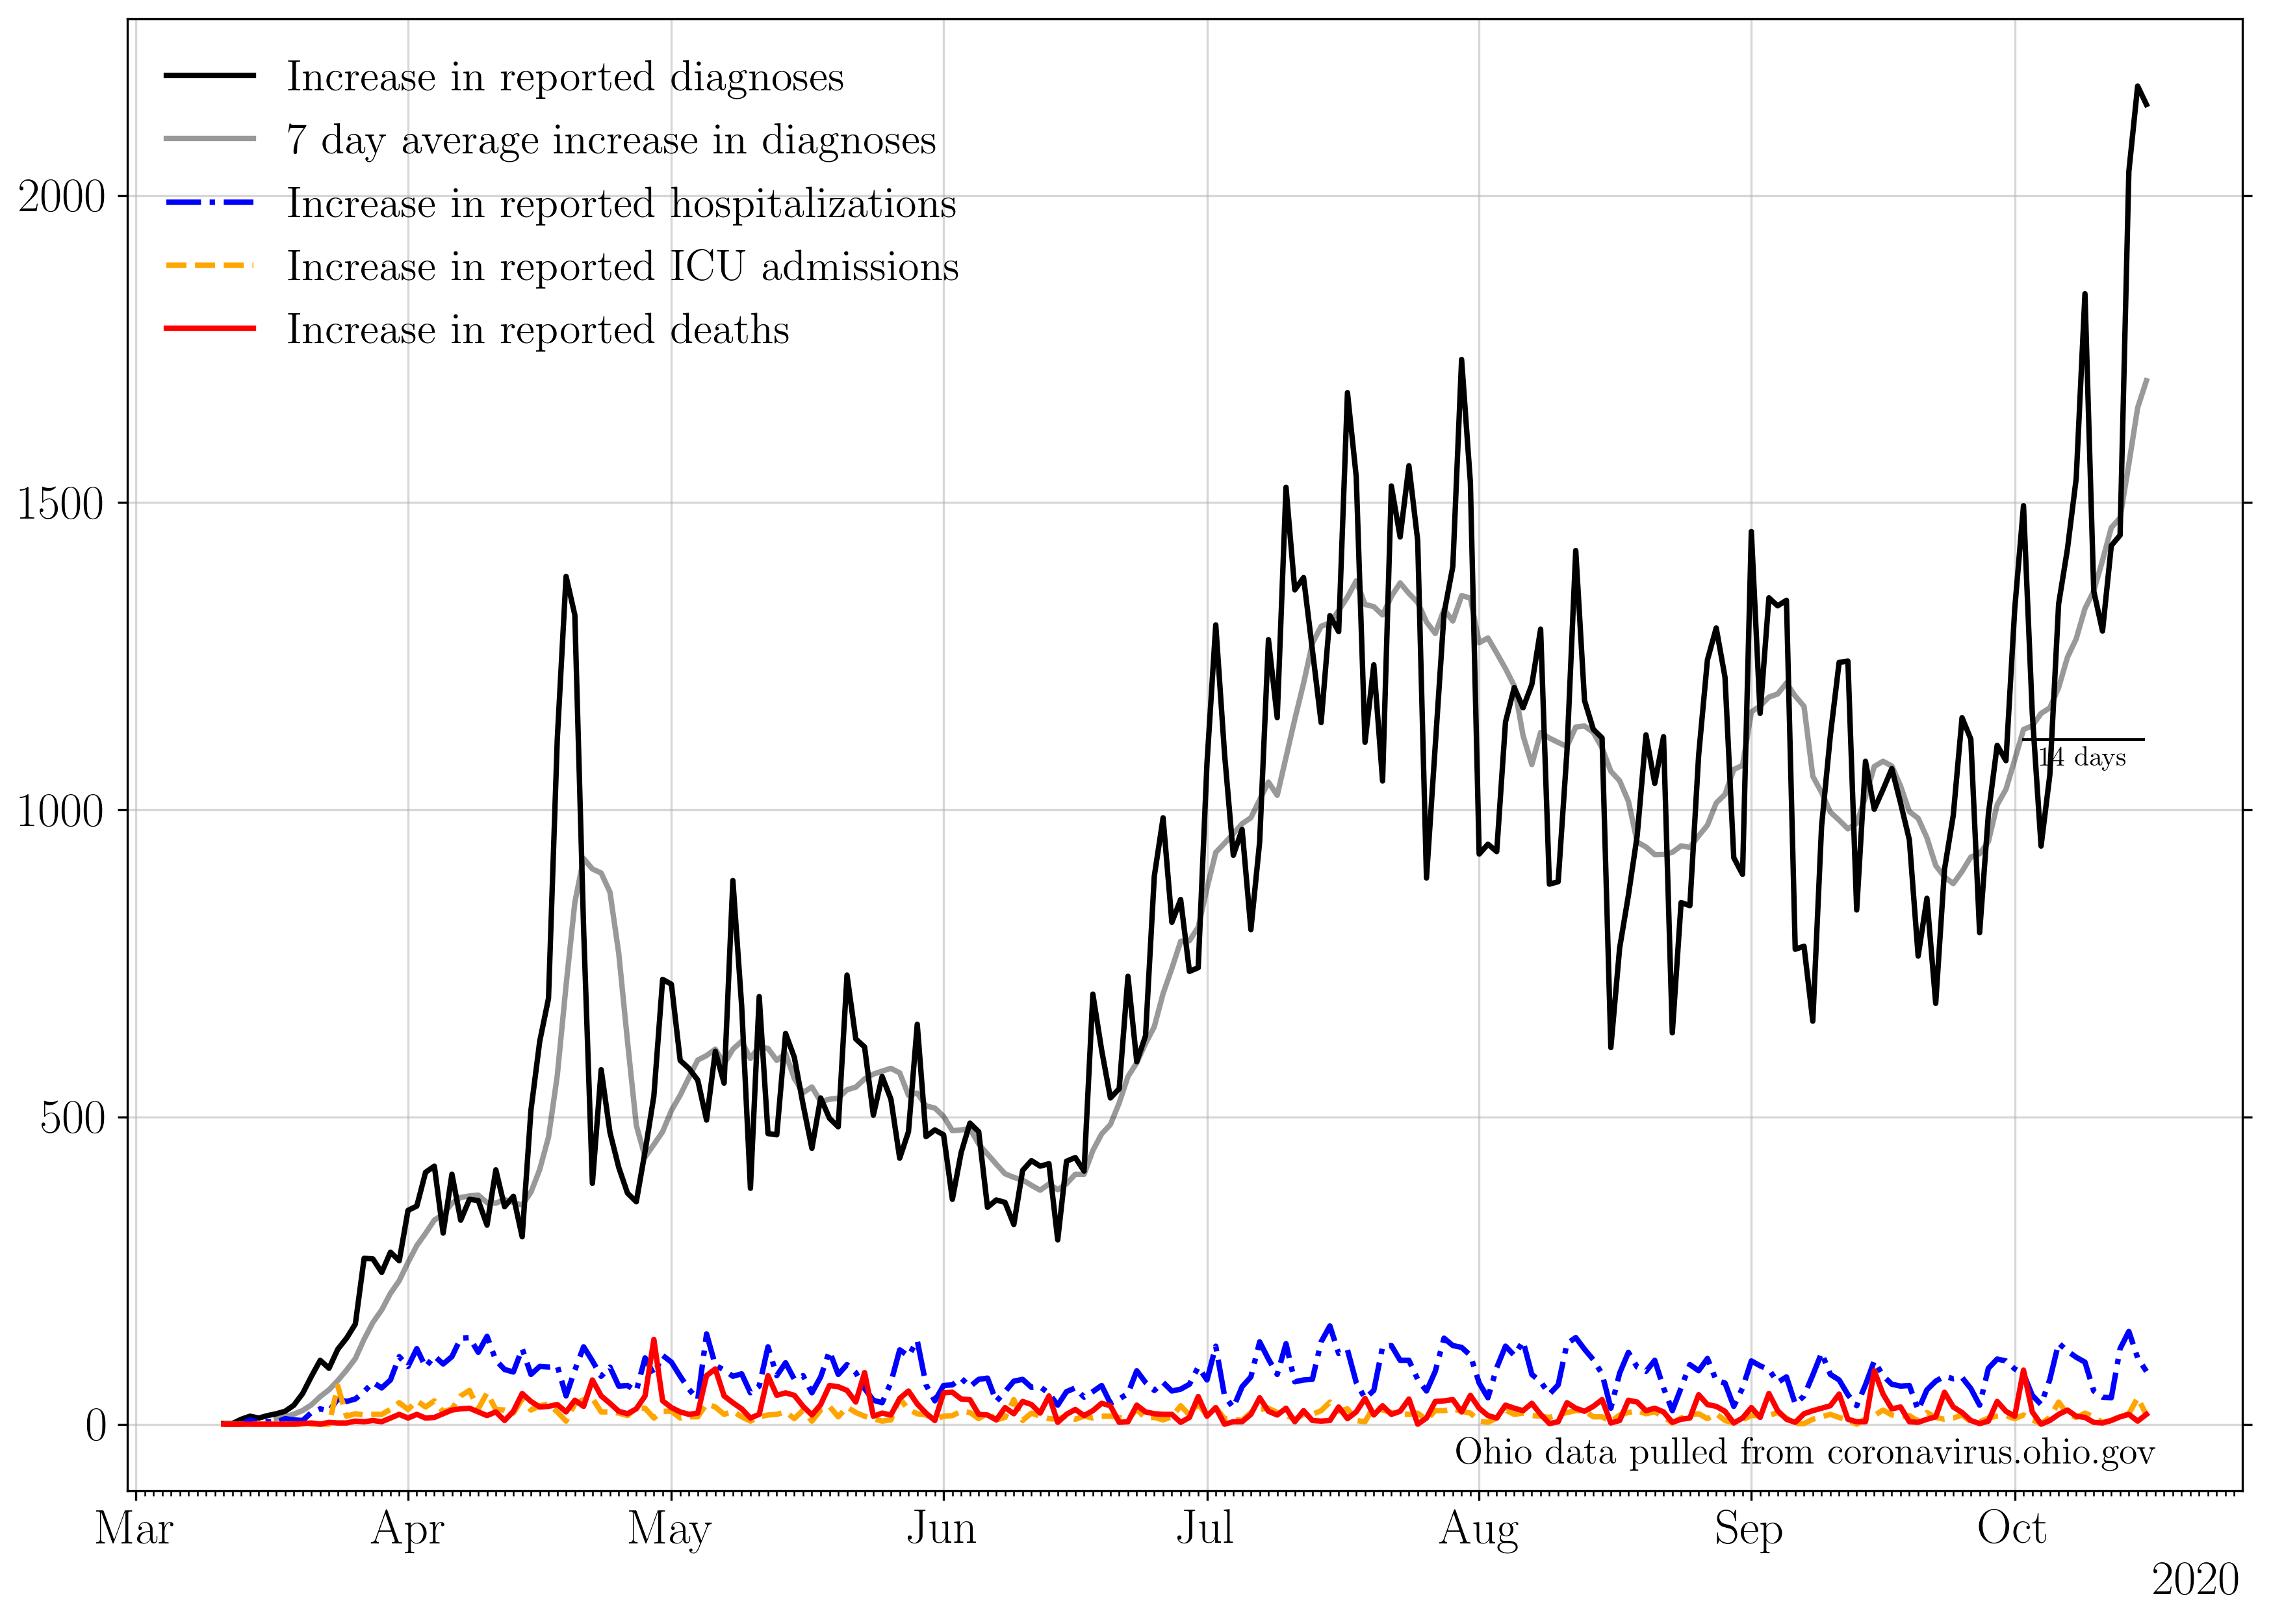 Increase in reported diagnoses
7 day average increase in diagnoses
Increase in reported hospitalizations
Increase in reported ICU admissions
Increase in reported deaths
2000
1500
1000
500
0
14 days
Ohio data pulled from coronavirus.ohio.gov
Mar Apr May Jun Jul Aug Sep Oct
2020